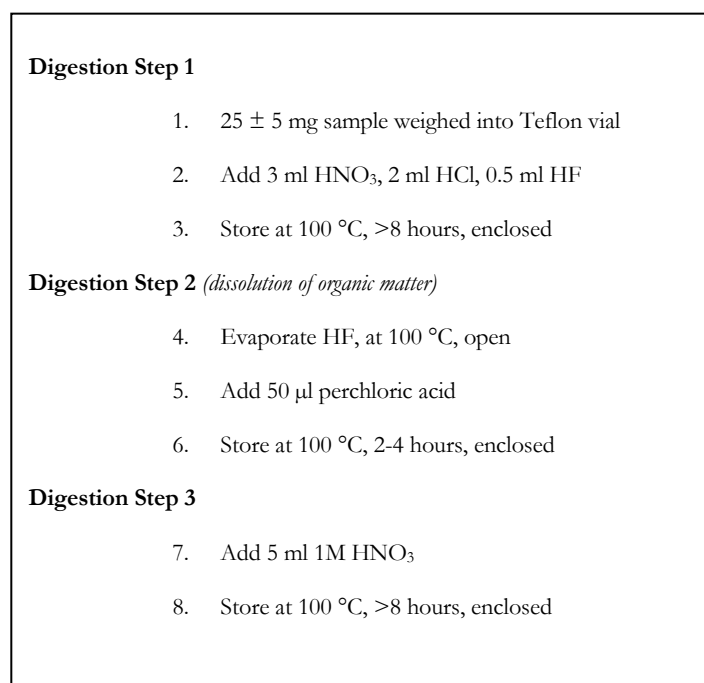 Digestion Step 1
1. 25 ± 5 mg sample weighed into Teflon vial
2. Add 3 ml HNO₃, 2 ml HCl, 0.5 ml HF
3. Store at 100 °C, >8 hours, enclosed
Digestion Step 2 (dissolution of organic matter)
4. Evaporate HF, at 100 °C, open
5. Add 50 µl perchloric acid
6. Store at 100 °C, 2-4 hours, enclosed
Digestion Step 3
7. Add 5 ml 1M HNO₃
8. Store at 100 °C, >8 hours, enclosed